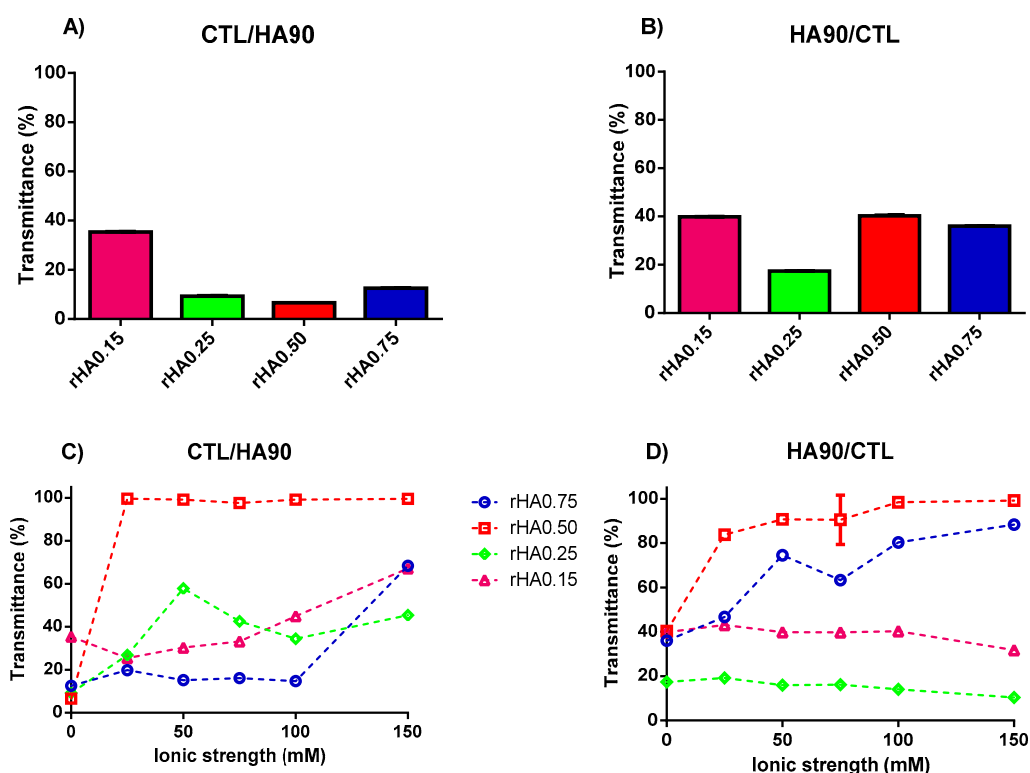 A)
CTL/HA90
Transmittance (%)
100
80
60
40
20
0
rHA0.15
rHA0.25
rHA0.50
rHA0.75
B)
HA90/CTL
Transmittance (%)
100
80
60
40
20
0
rHA0.15
rHA0.25
rHA0.50
rHA0.75
C)
CTL/HA90
Transmittance (%)
100
80
60
40
20
0
0
50
100
150
Ionic strength (mM)
rHA0.75
rHA0.50
rHA0.25
rHA0.15
D)
HA90/CTL
Transmittance (%)
100
80
60
40
20
0
0
50
100
150
Ionic strength (mM)